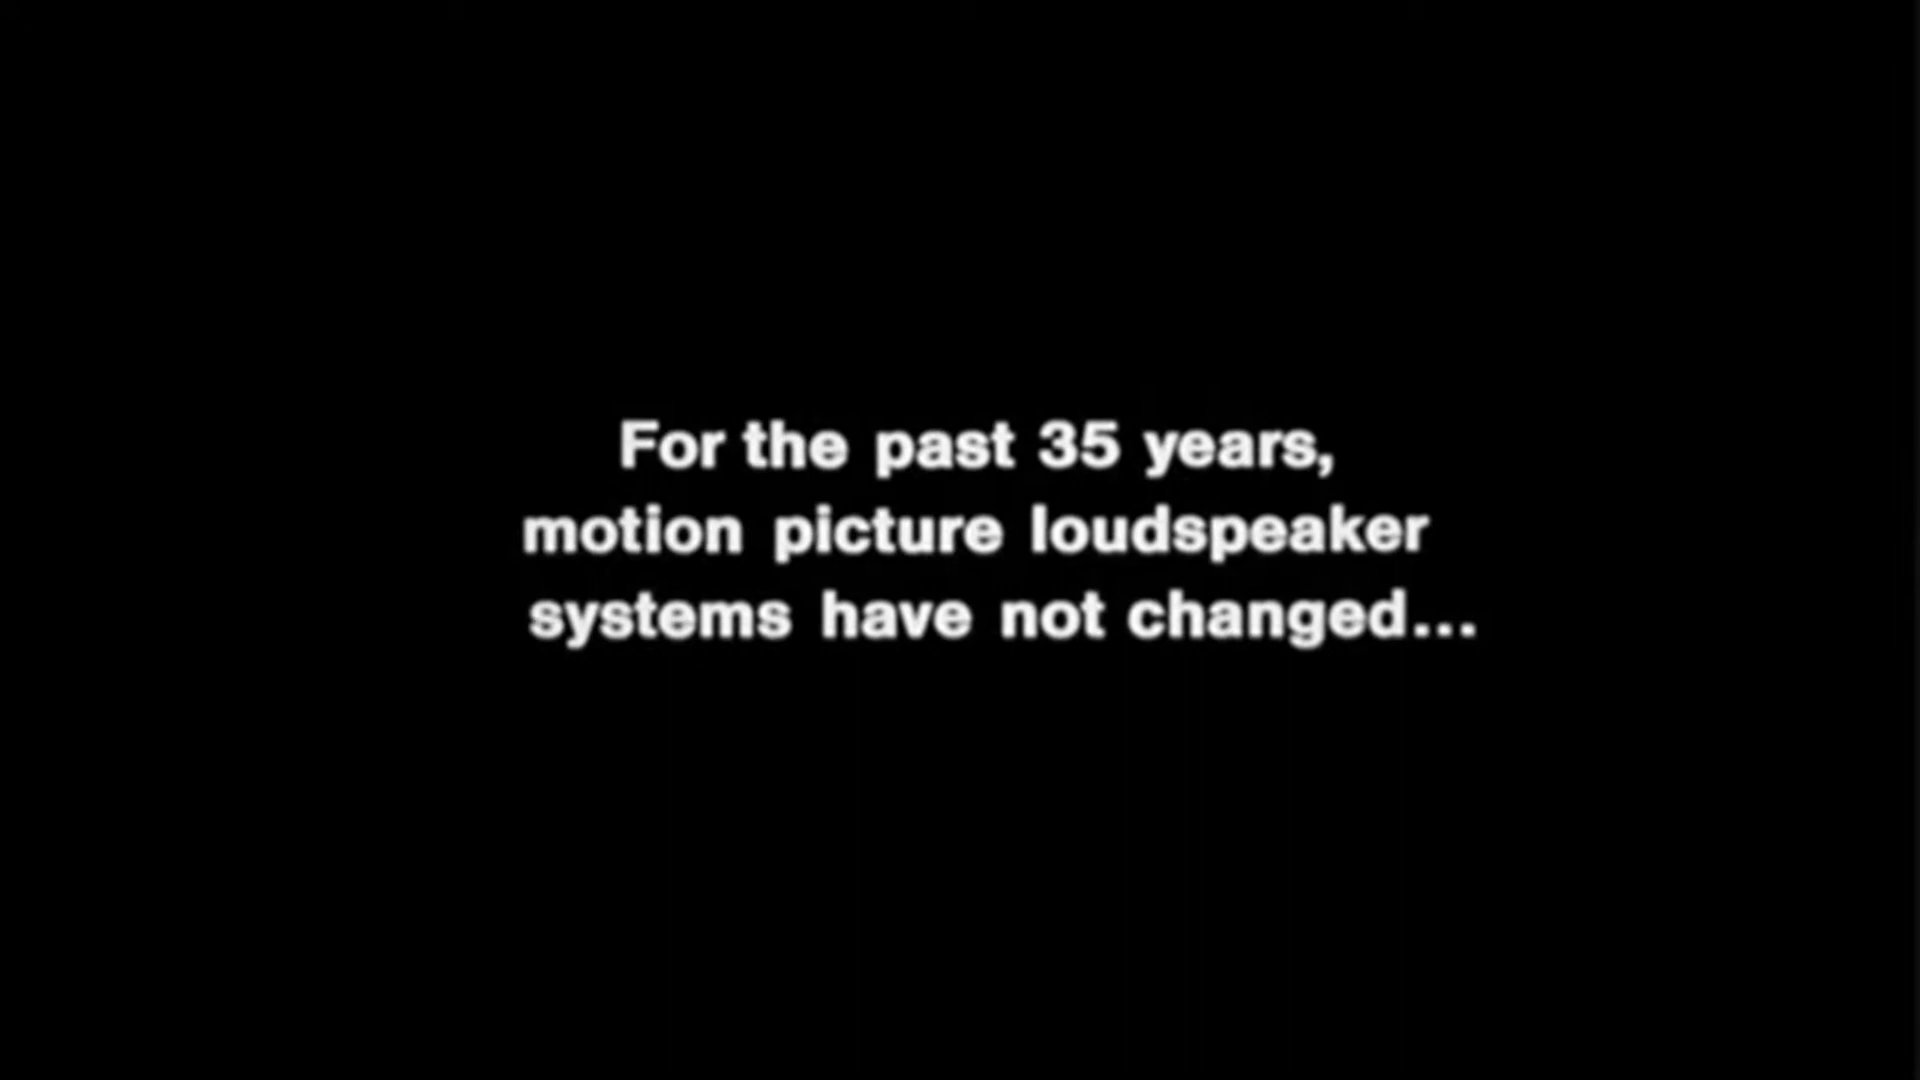 For the past 35 years,
motion picture loudspeaker
systems have not changed...